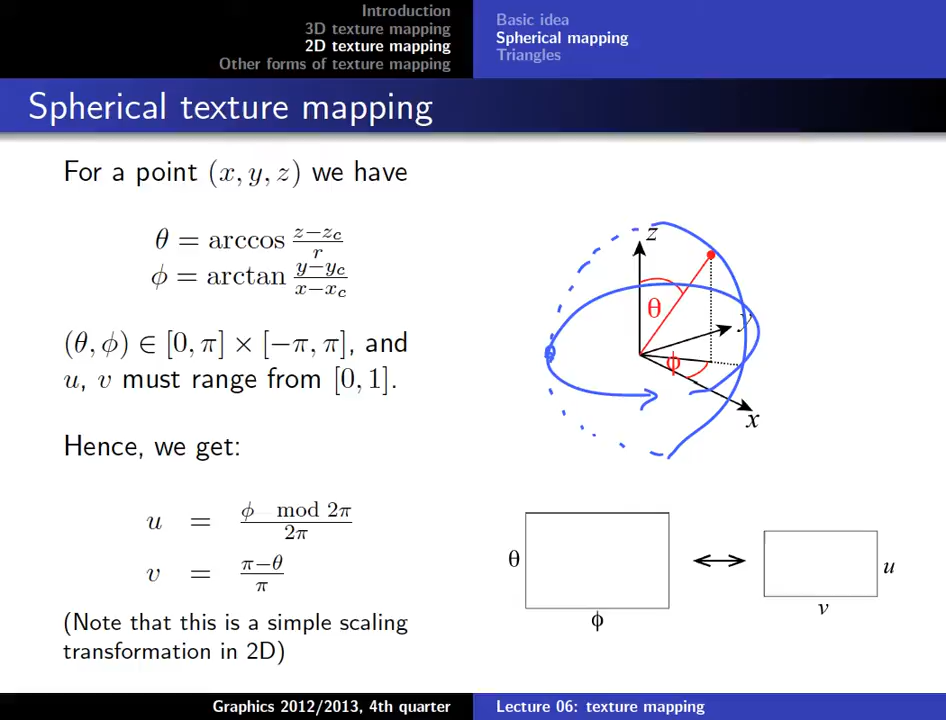 Introduction
3D texture mapping
2D texture mapping
Other forms of texture mapping
Basic idea
Spherical mapping
Triangles
Spherical texture mapping
For a point (x, y, z) we have
θ = arccos (z−z_c)/r
ϕ = arctan (y−y_c)/(x−x_c)
(θ, ϕ) ∈ [0, π] × [−π, π], and
u, v must range from [0, 1].
Hence, we get:
u = (ϕ mod 2π)/(2π)
v = (π−θ)/π
(Note that this is a simple scaling
transformation in 2D)
z
θ
y
ϕ
x
θ
ϕ
u
v
Graphics 2012/2013, 4th quarter
Lecture 06: texture mapping